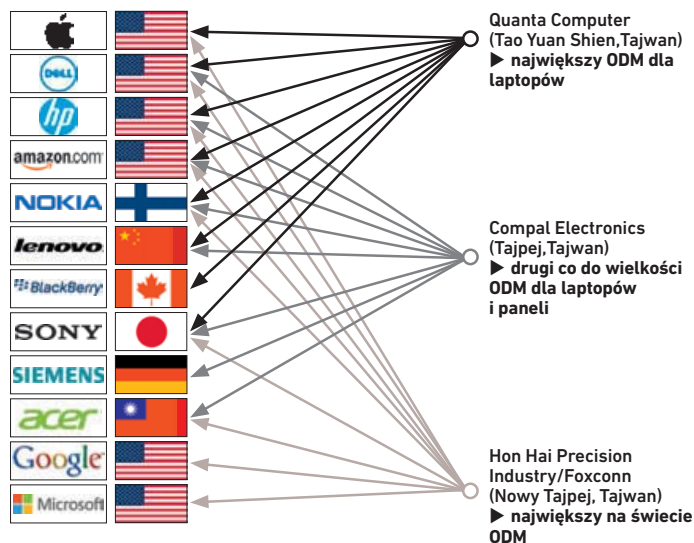 DELL
hp
amazon.com
NOKIA
lenovo
BlackBerry
SONY
SIEMENS
acer
Google
Microsoft
Quanta Computer
(Tao Yuan Shien,Tajwan)
▶ największy ODM dla
laptopów
Compal Electronics
(Tajpej,Tajwan)
▶ drugi co do wielkości
ODM dla laptopów
i paneli
Hon Hai Precision
Industry/Foxconn
(Nowy Tajpej, Tajwan)
▶ największy na świecie
ODM